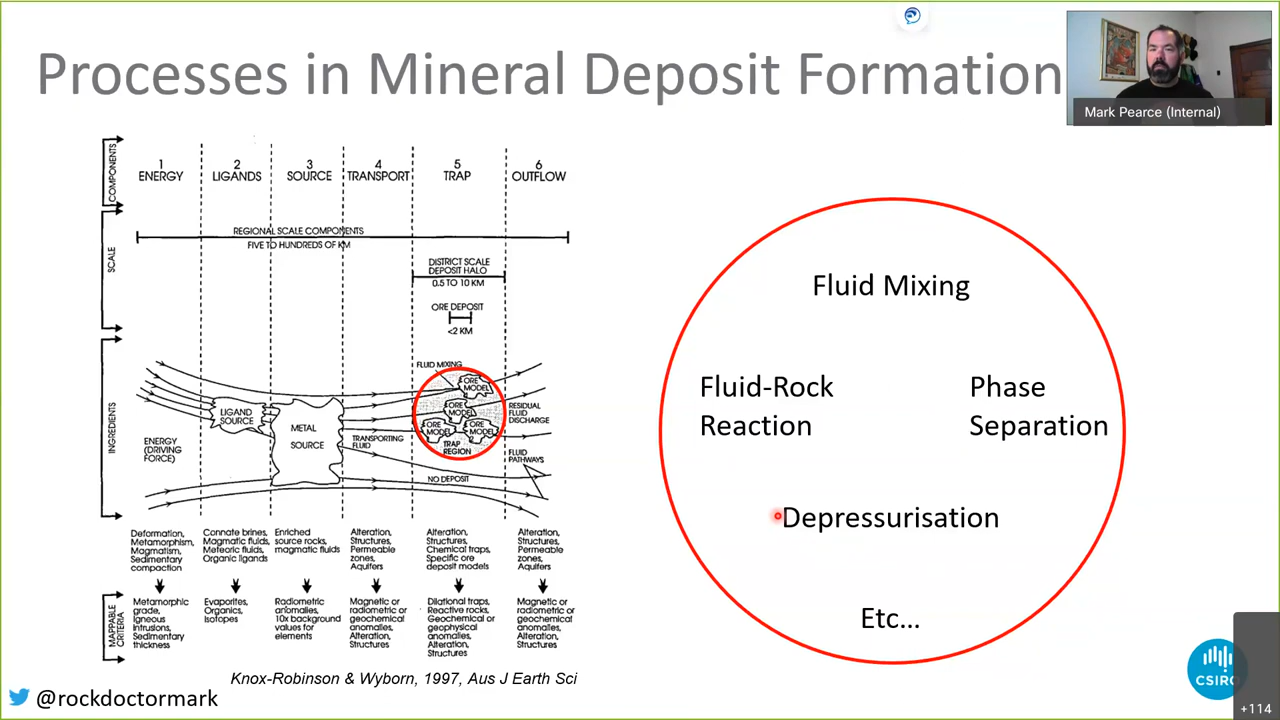 Processes in Mineral Deposit Formation
Mark Pearce (Internal)
COMPONENTS
1
ENERGY
2
LIGANDS
3
SOURCE
4
TRANSPORT
5
TRAP
6
OUTFLOW
SCALE
REGIONAL SCALE COMPONENTS
FIVE TO HUNDREDS OF KM
DISTRICT SCALE
DEPOSIT HALO
0.5 TO 10 KM
ORE DEPOSIT
<2 KM
INGREDIENTS
ENERGY
(DRIVING
FORCE)
LIGAND
SOURCE
METAL
SOURCE
TRANSPORTING
FLUID
FLUID MIXING
ORE
MODEL
ORE
MODEL
ORE
MODEL
ORE
MODEL
TRAP
REGION
NO DEPOSIT
RESIDUAL
FLUID
DISCHARGE
FLUID
PATHWAYS
Deformation,
Metamorphism,
Magmatism,
Sedimentary
compaction
Connate brines,
Magmatic fluids,
Meteoric fluids,
Organic ligands
Enriched
source rocks,
magmatic fluids
Alteration,
Structures,
Permeable
zones,
Aquifers
Alteration,
Structures,
Chemical traps,
Specific ore
deposit models
Alteration,
Structures,
Permeable
zones,
Aquifers
MAPPABLE
CRITERIA
Metamorphic
grade,
Igneous
Intrusions,
Sedimentary
thickness
Evaporites,
Organics,
Isotopes
Radiometric
anomalies,
10x background
values for
elements
Magnetic or
radiometric or
geochemical
anomalies,
Alteration,
Structures
Dilational traps,
Reactive rocks,
Geochemical or
geophysical
anomalies,
Alteration,
Structures
Magnetic or
radiometric or
geochemical
anomalies,
Alteration,
Structures
Knox-Robinson & Wyborn, 1997, Aus J Earth Sci
Fluid Mixing
Fluid-Rock
Reaction
Phase
Separation
Depressurisation
Etc...
@rockdoctormark
CSIRO
+114